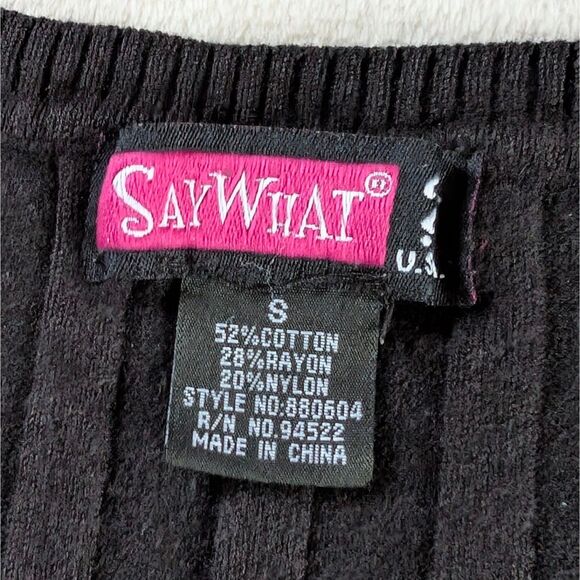 SAYWHAT®
U.S.
S
52%COTTON
28%RAYON
20%NYLON
STYLE NO:880604
R/N NO.94522
MADE IN CHINA